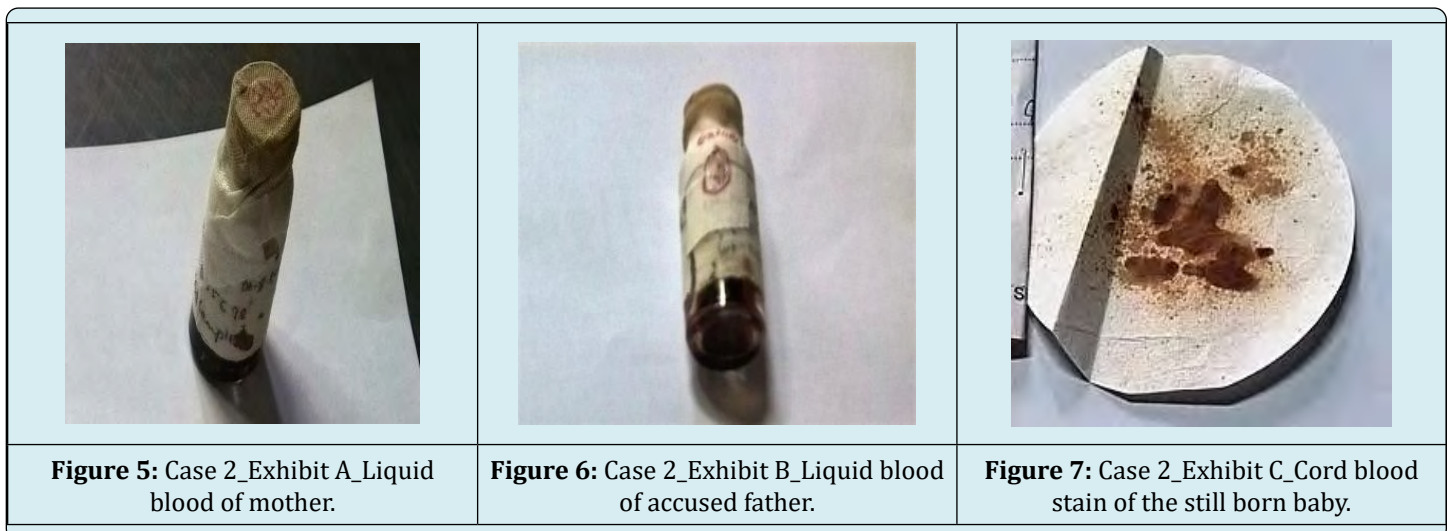 Figure 5: Case 2_Exhibit A_Liquid
blood of mother.
Figure 6: Case 2_Exhibit B_Liquid blood
of accused father.
Figure 7: Case 2_Exhibit C_Cord blood
stain of the still born baby.